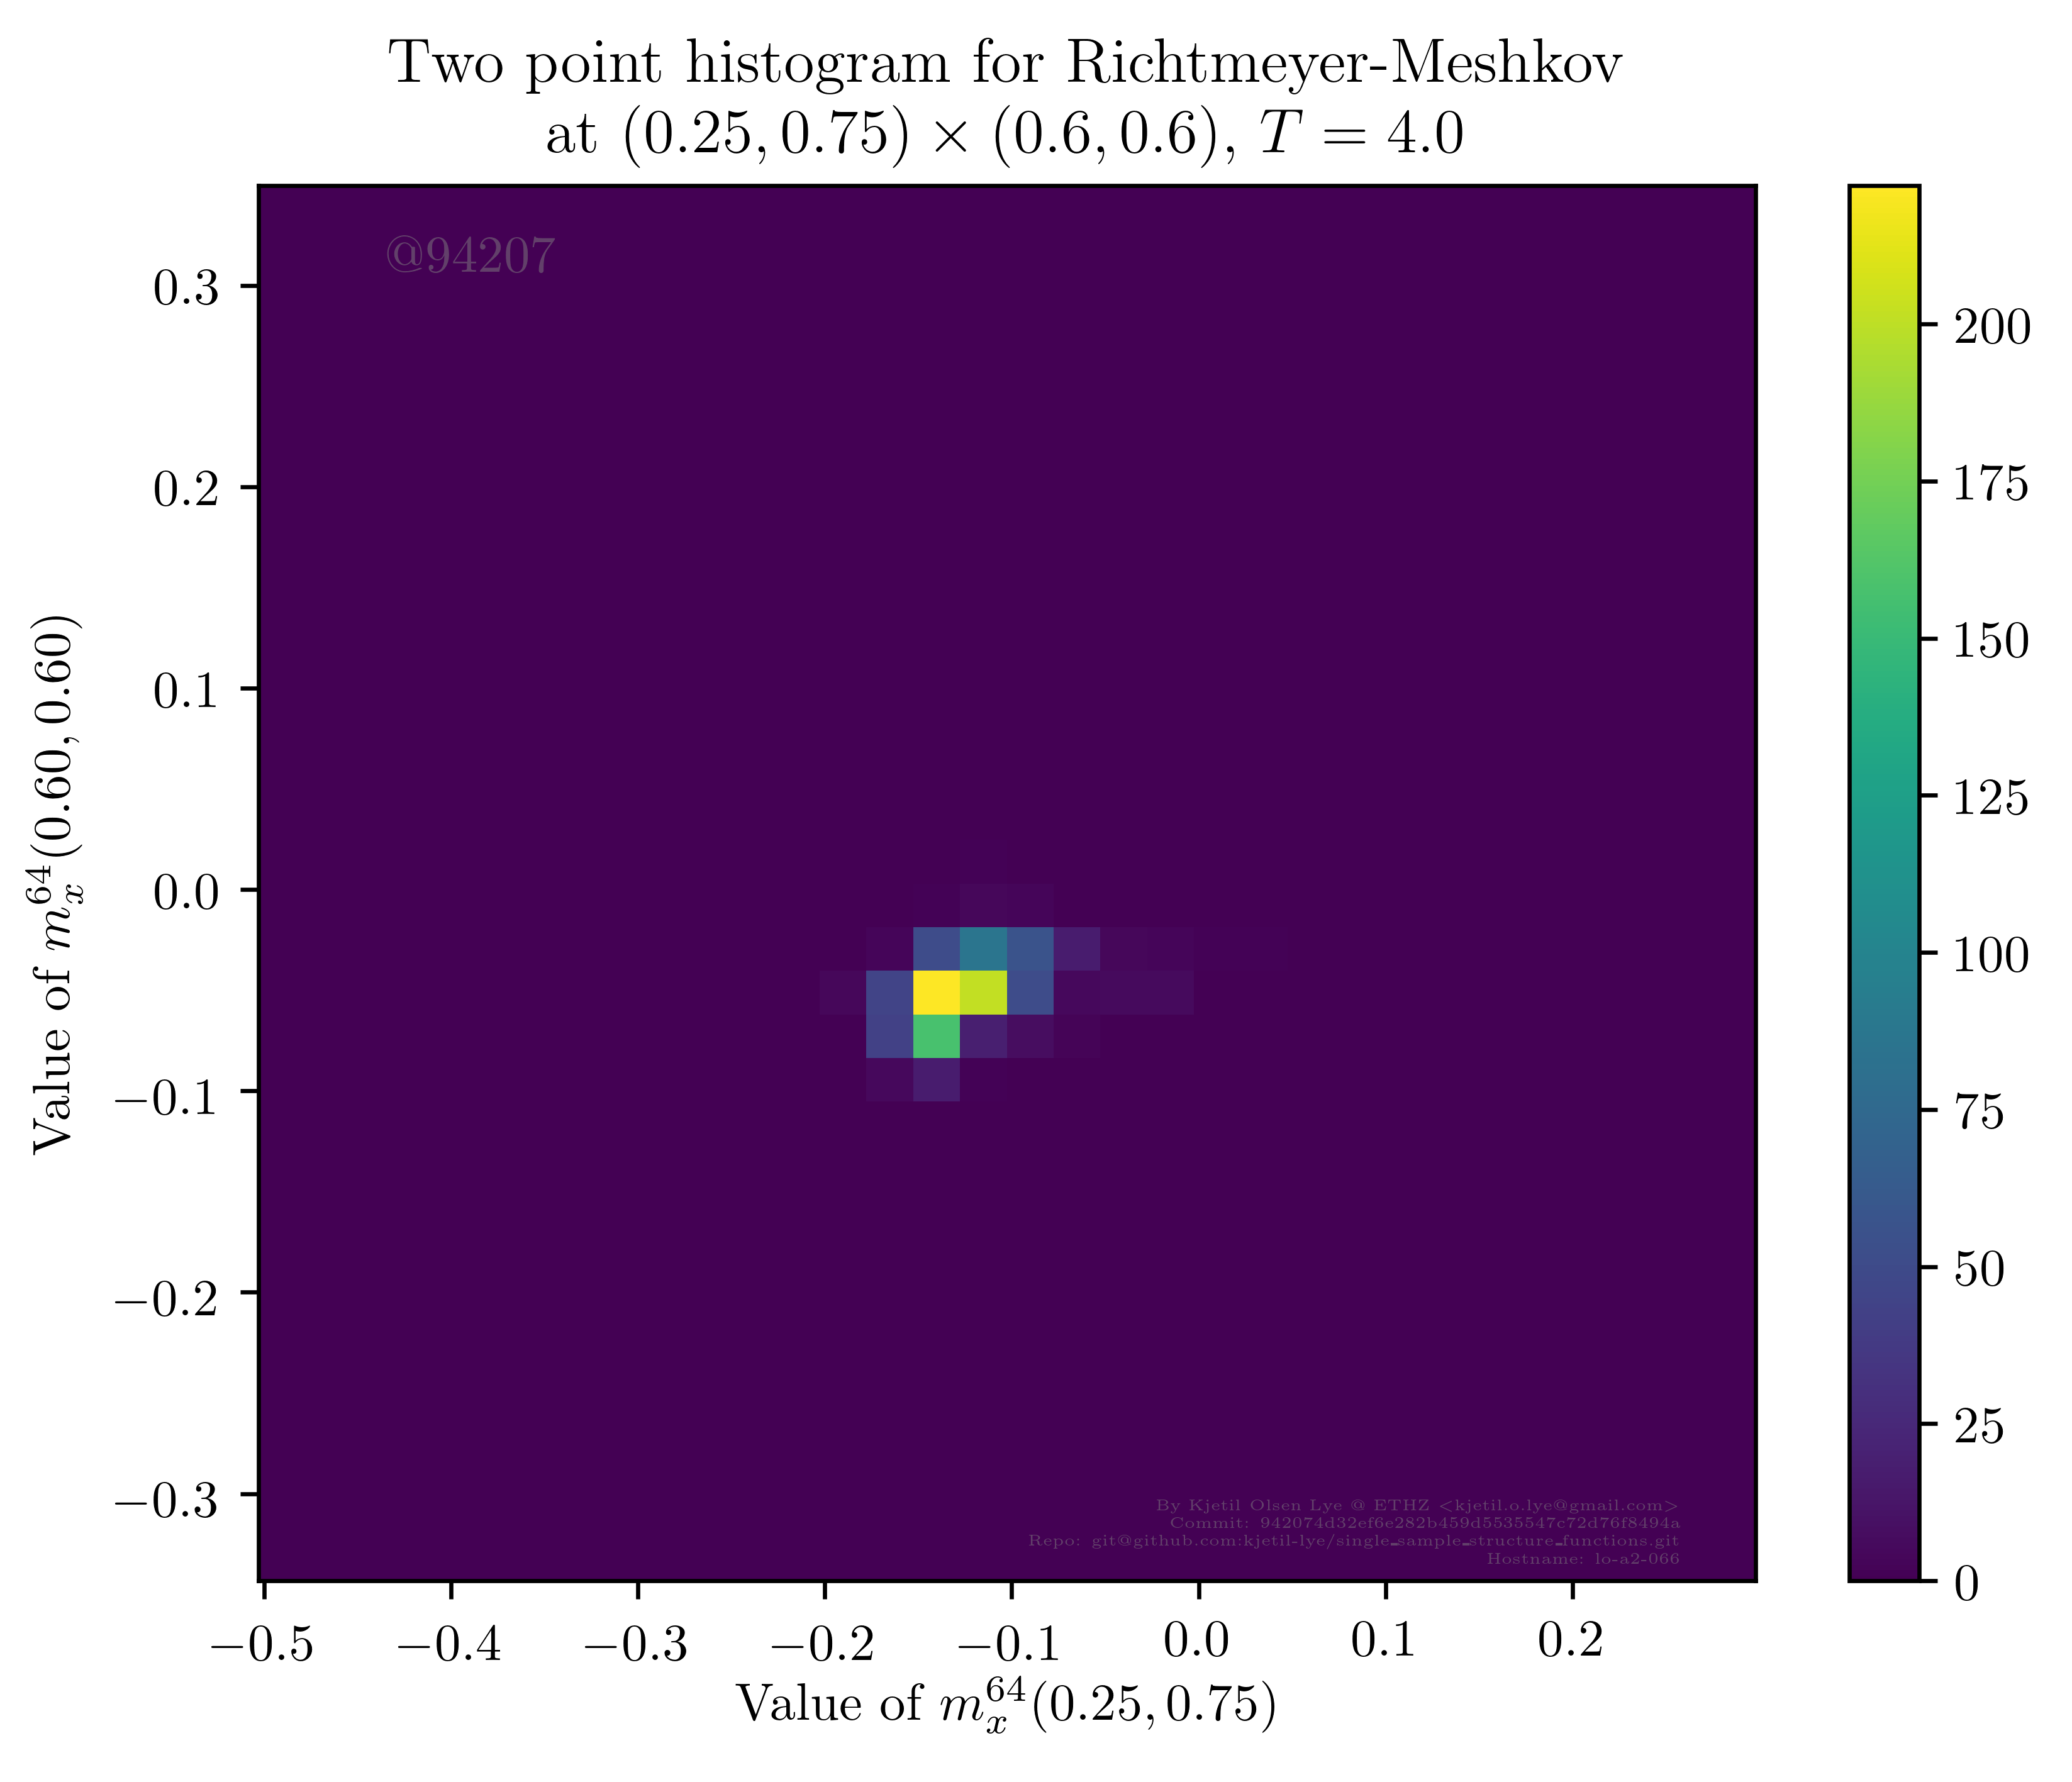 Two point histogram for Richtmeyer-Meshkov
at (0.25, 0.75) × (0.6, 0.6), T = 4.0
@94207
0.3
0.2
0.1
0.0
−0.1
−0.2
−0.3
Value of m_x^64(0.60, 0.60)
−0.5 −0.4 −0.3 −0.2 −0.1 0.0 0.1 0.2
Value of m_x^64(0.25, 0.75)
200
175
150
125
100
75
50
25
0
By Kjetil Olsen Lye @ ETHZ <kjetil.o.lye@gmail.com>
Commit: 942074d32ef6e282b459d5535547c72d76f8494a
Repo: git@github.com:kjetil-lye/single_sample_structure_functions.git
Hostname: lo-a2-066